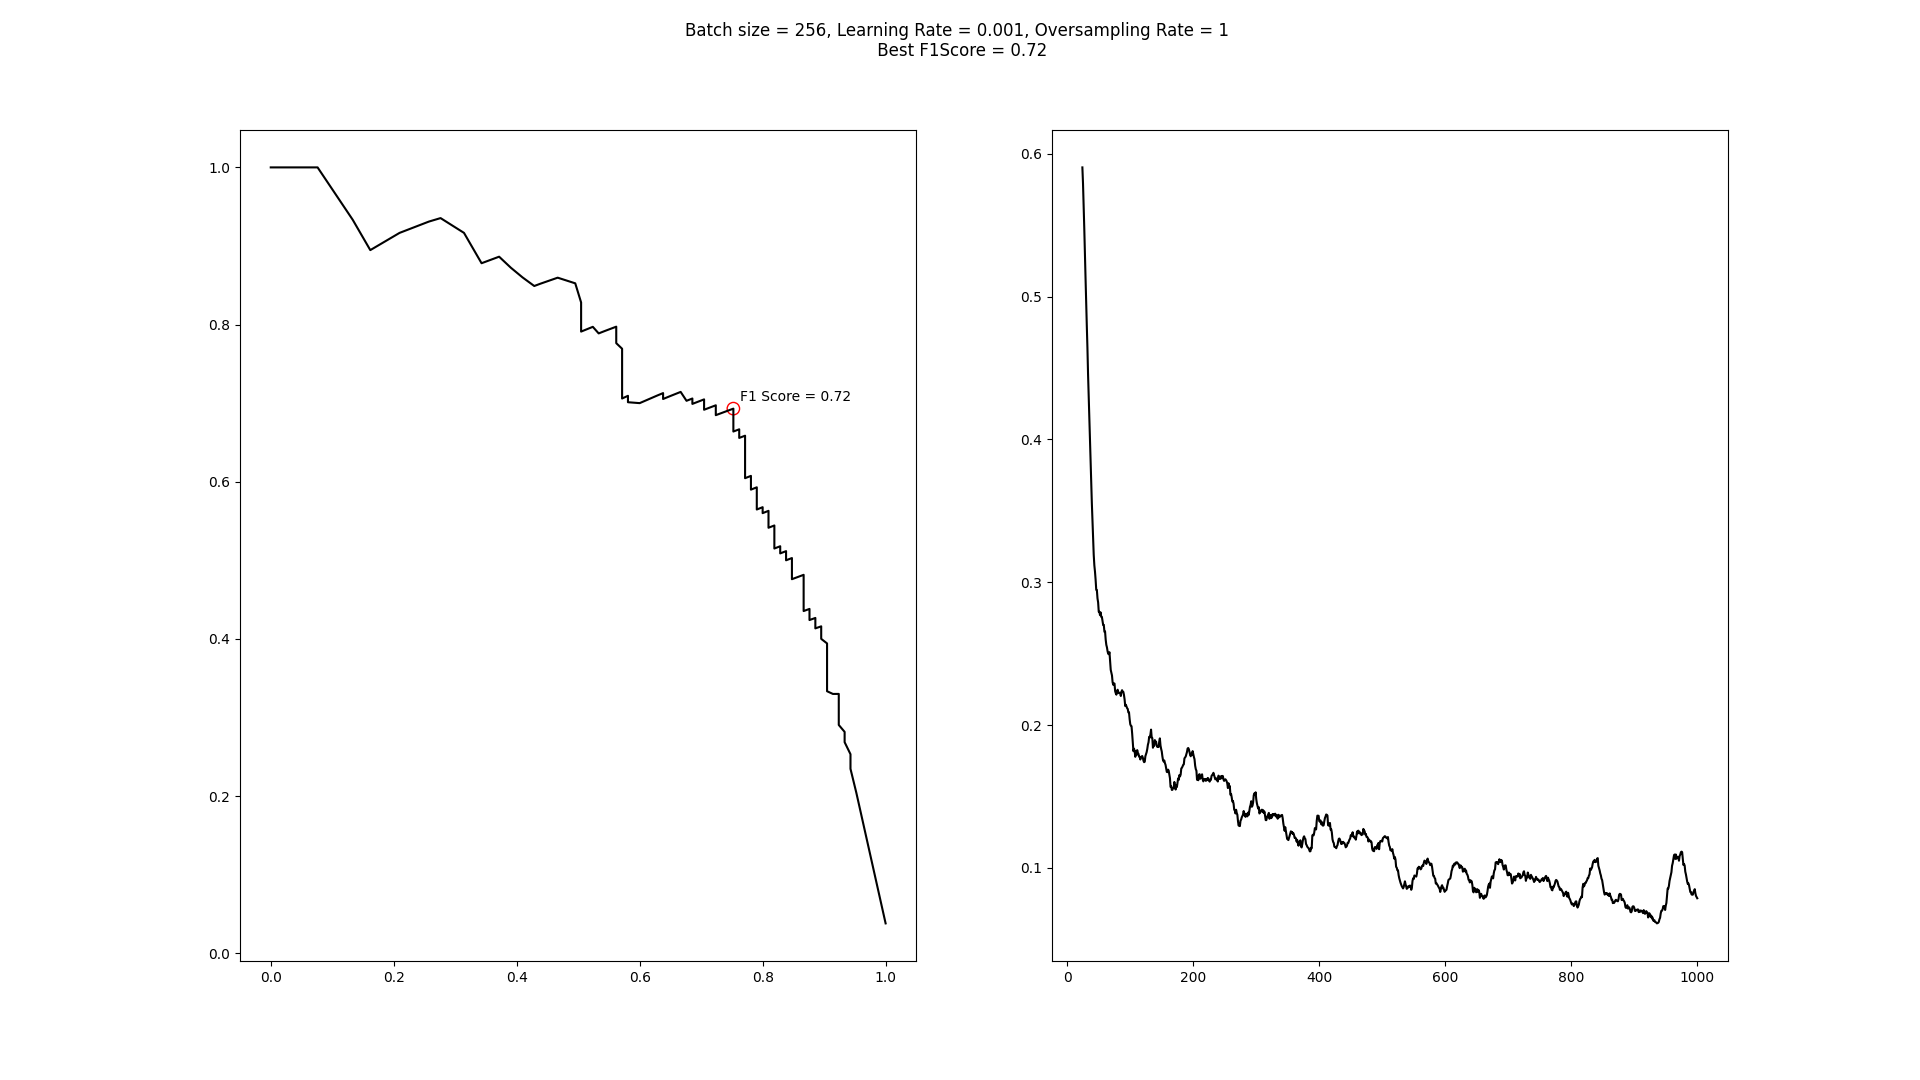 Batch size = 256, Learning Rate = 0.001, Oversampling Rate = 1
Best F1Score = 0.72
1.0
0.8
0.6
0.4
0.2
0.0
F1 Score = 0.72
0.0 0.2 0.4 0.6 0.8 1.0
0.6
0.5
0.4
0.3
0.2
0.1
0 200 400 600 800 1000